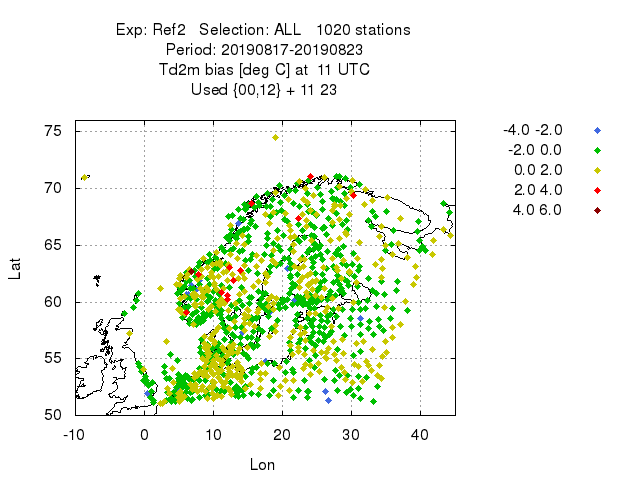 Exp: Ref2 Selection: ALL 1020 stations
Period: 20190817-20190823
Td2m bias [deg C] at 11 UTC
Used {00,12} + 11 23
-4.0 -2.0
-2.0 0.0
0.0 2.0
2.0 4.0
4.0 6.0
75
70
65
60
55
50
Lat
-10 0 10 20 30 40
Lon